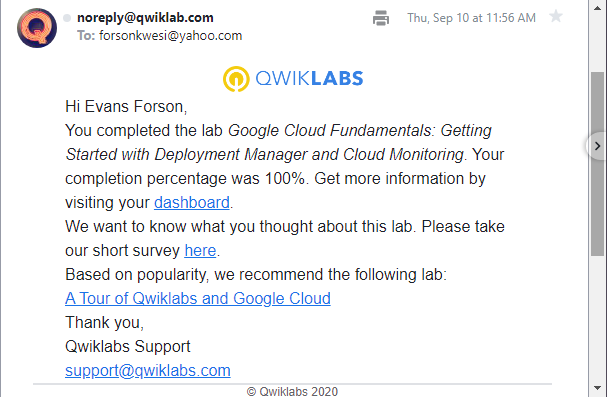 noreply@qwiklab.com
Thu, Sep 10 at 11:56 AM
To: forsonkwesi@yahoo.com
QWIKLABS
Hi Evans Forson,
You completed the lab Google Cloud Fundamentals: Getting
Started with Deployment Manager and Cloud Monitoring. Your
completion percentage was 100%. Get more information by
visiting your dashboard.
We want to know what you thought about this lab. Please take
our short survey here.
Based on popularity, we recommend the following lab:
A Tour of Qwiklabs and Google Cloud
Thank you,
Qwiklabs Support
support@qwiklabs.com
© Qwiklabs 2020